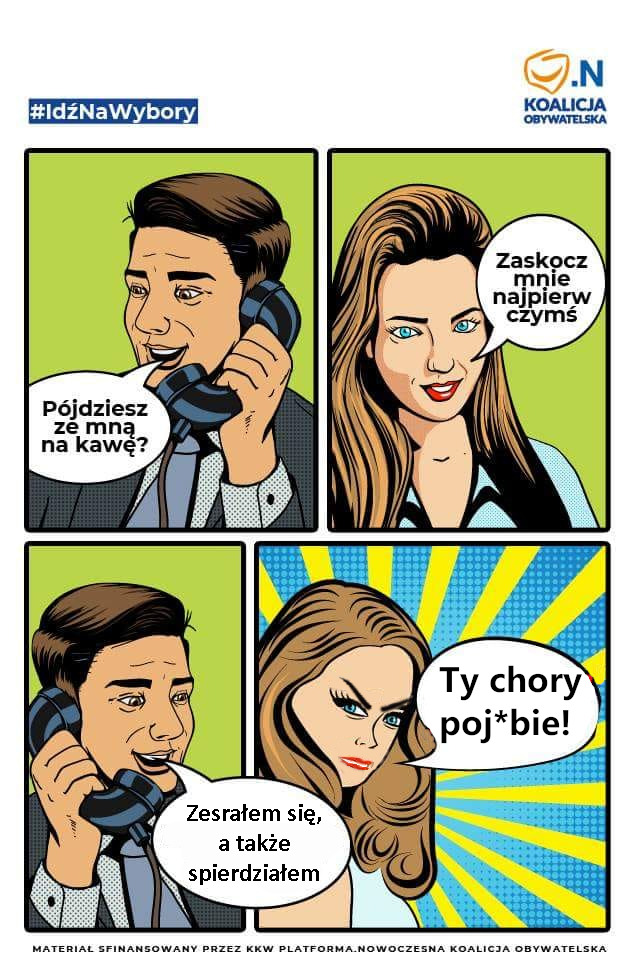 .N
KOALICJA
OBYWATELSKA
#IdźNaWybory
Pójdziesz
ze mną
na kawę?
Zaskocz
mnie
najpierw
czymś
Zesrałem się,
a także
spierdziałem
Ty chory
poj*bie!
MATERIAŁ SFINANSOWANY PRZEZ KKW PLATFORMA.NOWOCZESNA KOALICJA OBYWATELSKA